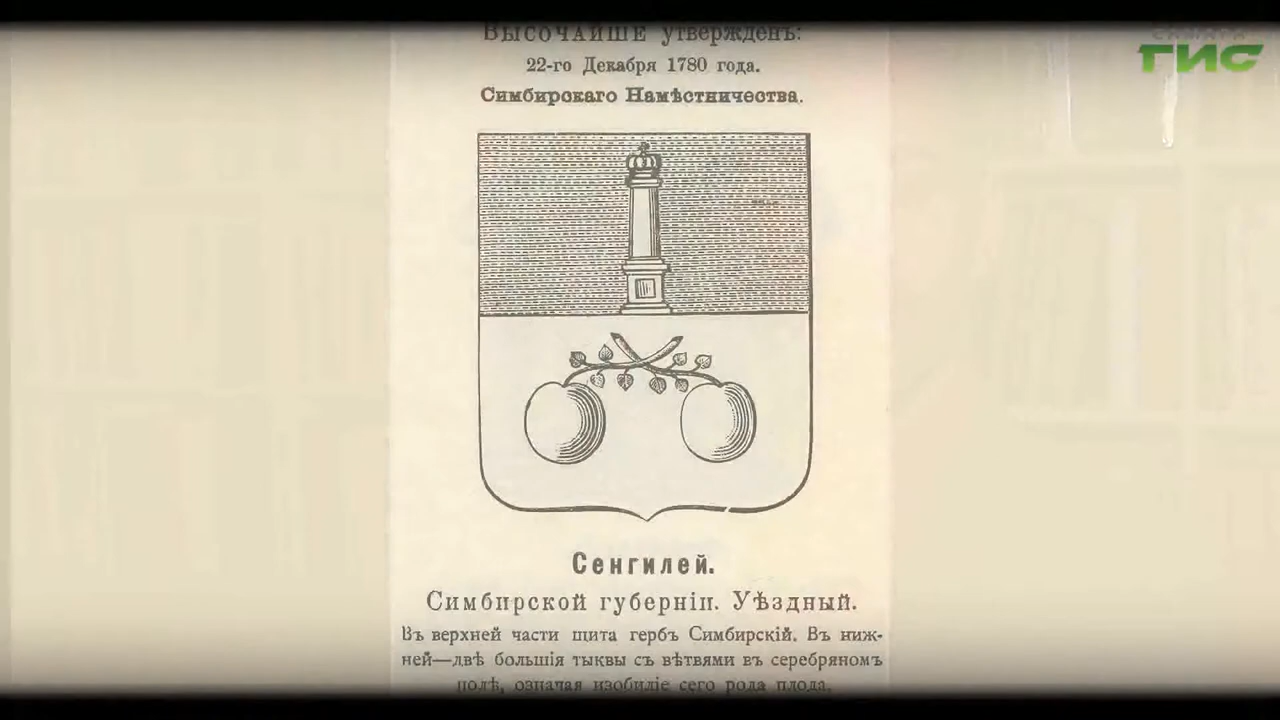 ВЫСОЧАЙШЕ утвержденъ:
22-го Декабря 1780 года.
Симбирскаго Намѣстничества.
Сенгилей.
Симбирской губерніи. Уѣздный.
Въ верхней части щита гербъ Симбирскій. Въ ниж-
ней—двѣ большія тыквы съ вѣтвями въ серебряномъ
полѣ, означая изобиліе сего рода плода.
ГИС